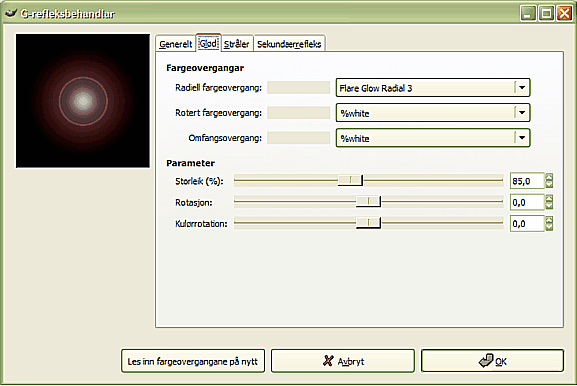 G-refleksbehandlar
Generelt Glød Stråler Sekundærrefleks
Fargeovergangar
Radiell fargeovergang: Flare Glow Radial 3
Rotert fargeovergang: %white
Omfangsovergang: %white
Parameter
Storleik (%): 85,0
Rotasjon: 0,0
Kulørrotation: 0,0
Les inn fargeovergangane på nytt Avbryt OK